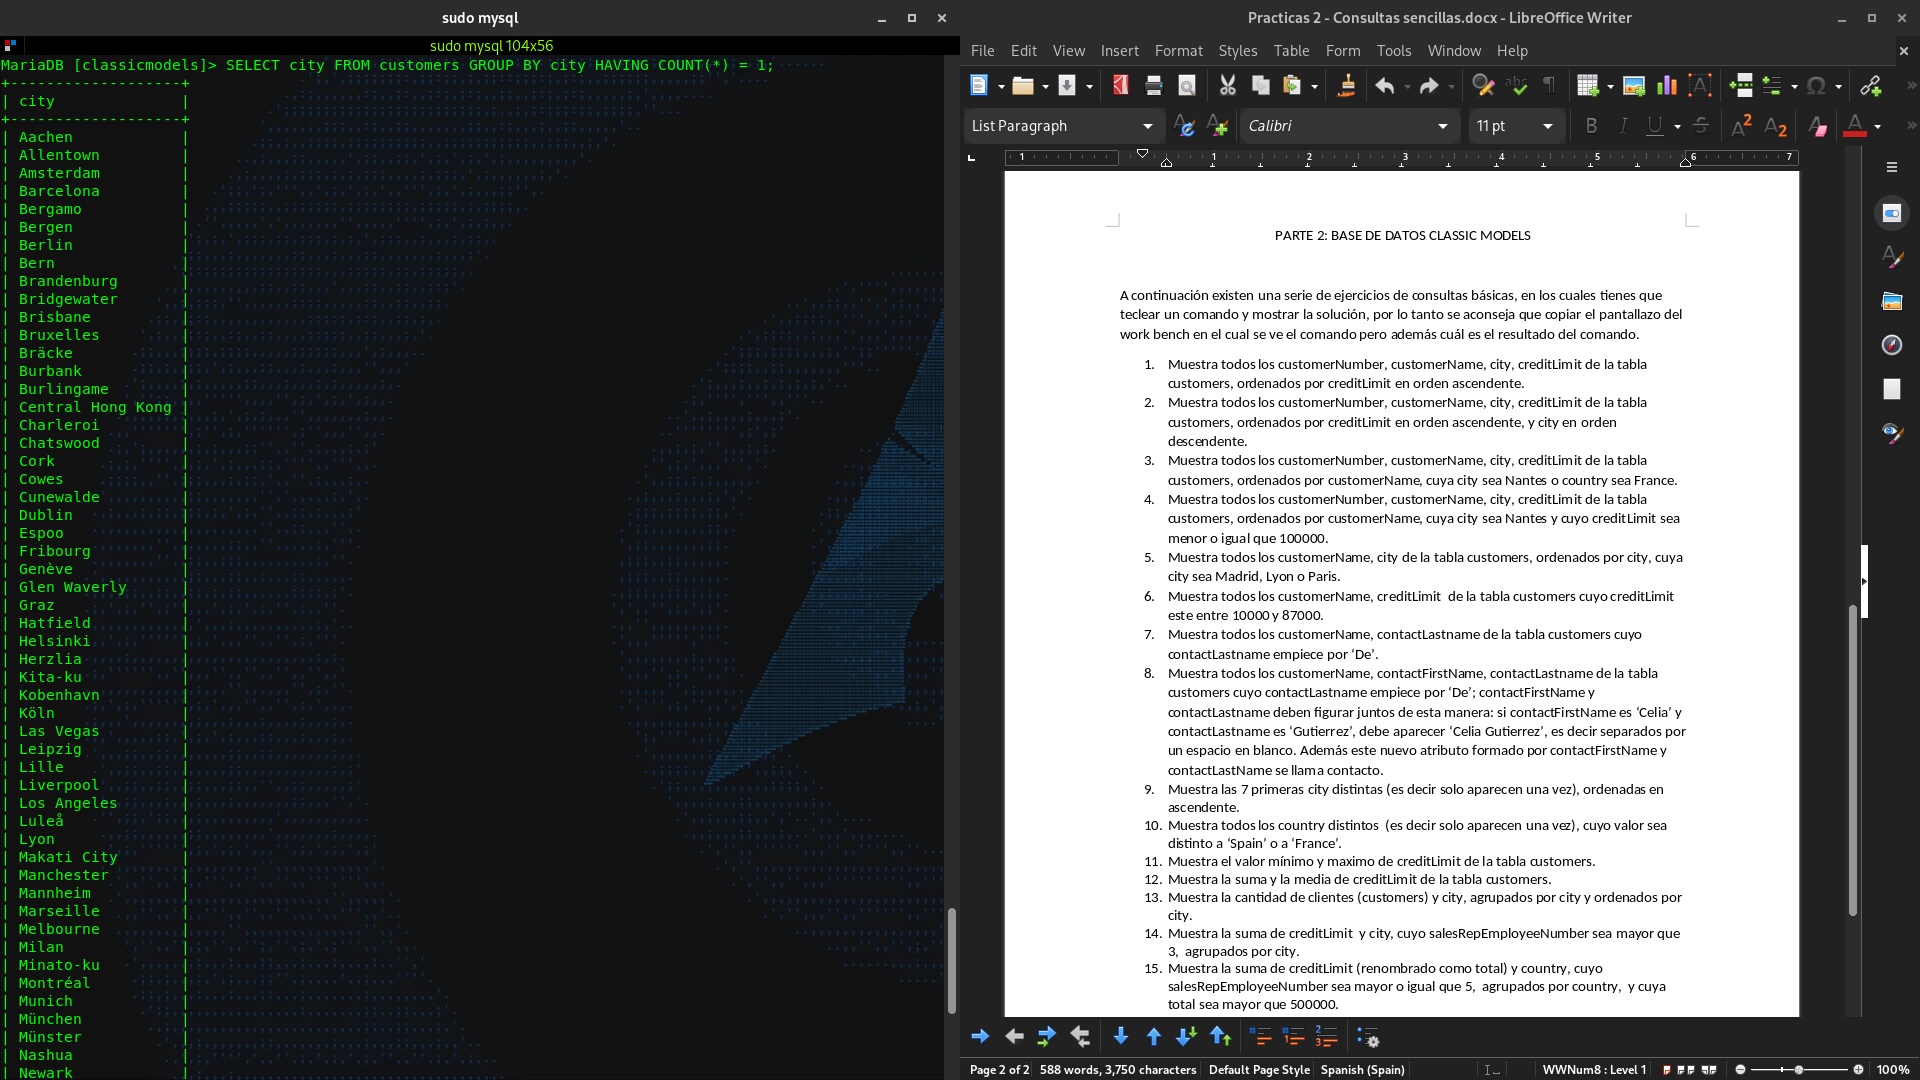 sudo mysql
sudo mysql 104x56
MariaDB [classicmodels]> SELECT city FROM customers GROUP BY city HAVING COUNT(*) = 1;
+-------------------+
| city              |
+-------------------+
| Aachen            |
| Allentown         |
| Amsterdam         |
| Barcelona         |
| Bergamo           |
| Bergen            |
| Berlin            |
| Bern              |
| Brandenburg       |
| Bridgewater       |
| Brisbane          |
| Bruxelles         |
| Bräcke            |
| Burbank           |
| Burlingame        |
| Central Hong Kong |
| Charleroi         |
| Chatswood         |
| Cork              |
| Cowes             |
| Cunewalde         |
| Dublin            |
| Espoo             |
| Fribourg          |
| Genève            |
| Glen Waverly      |
| Graz              |
| Hatfield          |
| Helsinki          |
| Herzlia           |
| Kita-ku           |
| Kobenhavn         |
| Köln              |
| Las Vegas         |
| Leipzig           |
| Lille             |
| Liverpool         |
| Los Angeles       |
| Luleå             |
| Lyon              |
| Makati City       |
| Manchester        |
| Mannheim          |
| Marseille         |
| Melbourne         |
| Milan             |
| Minato-ku         |
| Montréal          |
| Munich            |
| München           |
| Münster           |
| Nashua            |
| Newark            |
Practicas 2 - Consultas sencillas.docx - LibreOffice Writer
File Edit View Insert Format Styles Table Form Tools Window Help
List Paragraph Calibri 11 pt
1 1 2 3 4 5 6 7
PARTE 2: BASE DE DATOS CLASSIC MODELS
A continuación existen una serie de ejercicios de consultas básicas, en los cuales tienes que
teclear un comando y mostrar la solución, por lo tanto se aconseja que copiar el pantallazo del
work bench en el cual se ve el comando pero además cuál es el resultado del comando.
1. Muestra todos los customerNumber, customerName, city, creditLimit de la tabla
customers, ordenados por creditLimit en orden ascendente.
2. Muestra todos los customerNumber, customerName, city, creditLimit de la tabla
customers, ordenados por creditLimit en orden ascendente, y city en orden
descendente.
3. Muestra todos los customerNumber, customerName, city, creditLimit de la tabla
customers, ordenados por customerName, cuya city sea Nantes o country sea France.
4. Muestra todos los customerNumber, customerName, city, creditLimit de la tabla
customers, ordenados por customerName, cuya city sea Nantes y cuyo creditLimit sea
menor o igual que 100000.
5. Muestra todos los customerName, city de la tabla customers, ordenados por city, cuya
city sea Madrid, Lyon o Paris.
6. Muestra todos los customerName, creditLimit de la tabla customers cuyo creditLimit
este entre 10000 y 87000.
7. Muestra todos los customerName, contactLastname de la tabla customers cuyo
contactLastname empiece por ‘De’.
8. Muestra todos los customerName, contactFirstName, contactLastname de la tabla
customers cuyo contactLastname empiece por ‘De’; contactFirstName y
contactLastname deben figurar juntos de esta manera: si contactFirstName es ‘Celia’ y
contactLastname es ‘Gutierrez’, debe aparecer ‘Celia Gutierrez’, es decir separados por
un espacio en blanco. Además este nuevo atributo formado por contactFirstName y
contactLastName se llama contacto.
9. Muestra las 7 primeras city distintas (es decir solo aparecen una vez), ordenadas en
ascendente.
10. Muestra todos los country distintos (es decir solo aparecen una vez), cuyo valor sea
distinto a ‘Spain’ o a ‘France’.
11. Muestra el valor mínimo y maximo de creditLimit de la tabla customers.
12. Muestra la suma y la media de creditLimit de la tabla customers.
13. Muestra la cantidad de clientes (customers) y city, agrupados por city y ordenados por
city.
14. Muestra la suma de creditLimit y city, cuyo salesRepEmployeeNumber sea mayor que
3, agrupados por city.
15. Muestra la suma de creditLimit (renombrado como total) y country, cuyo
salesRepEmployeeNumber sea mayor o igual que 5, agrupados por country, y cuya
total sea mayor que 500000.
Page 2 of 2 588 words, 3,750 characters Default Page Style Spanish (Spain) WWNum8 : Level 1 100%